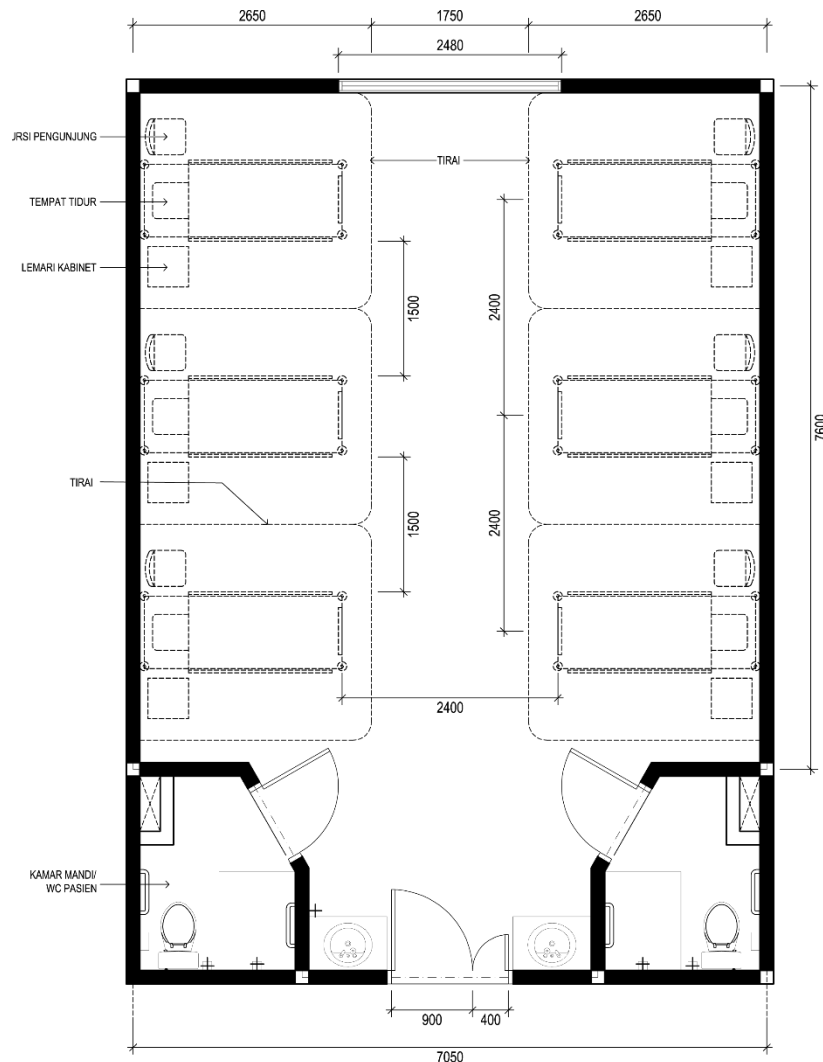 2650
1750
2650
2480
JRSI PENGUNJUNG
TIRAI
TEMPAT TIDUR
LEMARI KABINET
1500
2400
7600
TIRAI
1500
2400
2400
KAMAR MANDI/
WC PASIEN
900
400
7050